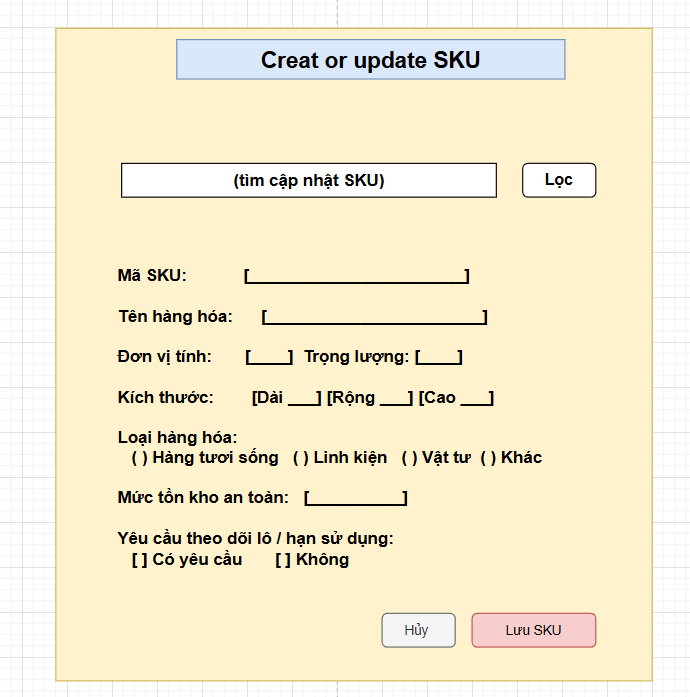 Creat or update SKU
(tìm cập nhật SKU)
Lọc
Mã SKU: [_______________________]
Tên hàng hóa: [_______________________]
Đơn vị tính: [____] Trọng lượng: [____]
Kích thước: [Dài ___] [Rộng ___] [Cao ___]
Loại hàng hóa:
( ) Hàng tươi sống ( ) Linh kiện ( ) Vật tư ( ) Khác
Mức tồn kho an toàn: [__________]
Yêu cầu theo dõi lô / hạn sử dụng:
[ ] Có yêu cầu [ ] Không
Hủy
Lưu SKU